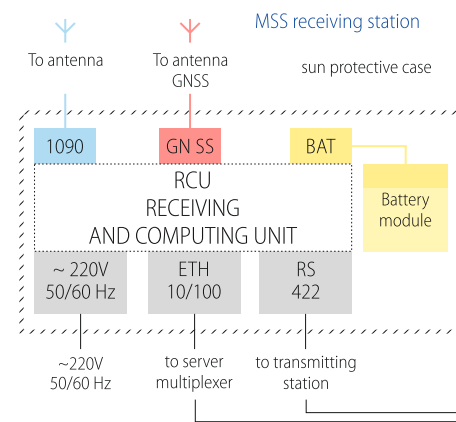 MSS receiving station
To antenna
To antenna
GNSS
sun protective case
1090
GN SS
BAT
RCU
RECEIVING
AND COMPUTING UNIT
Battery
module
~ 220V
50/60 Hz
ETH
10/100
RS
422
~220V
50/60 Hz
to server
multiplexer
to transmitting
station